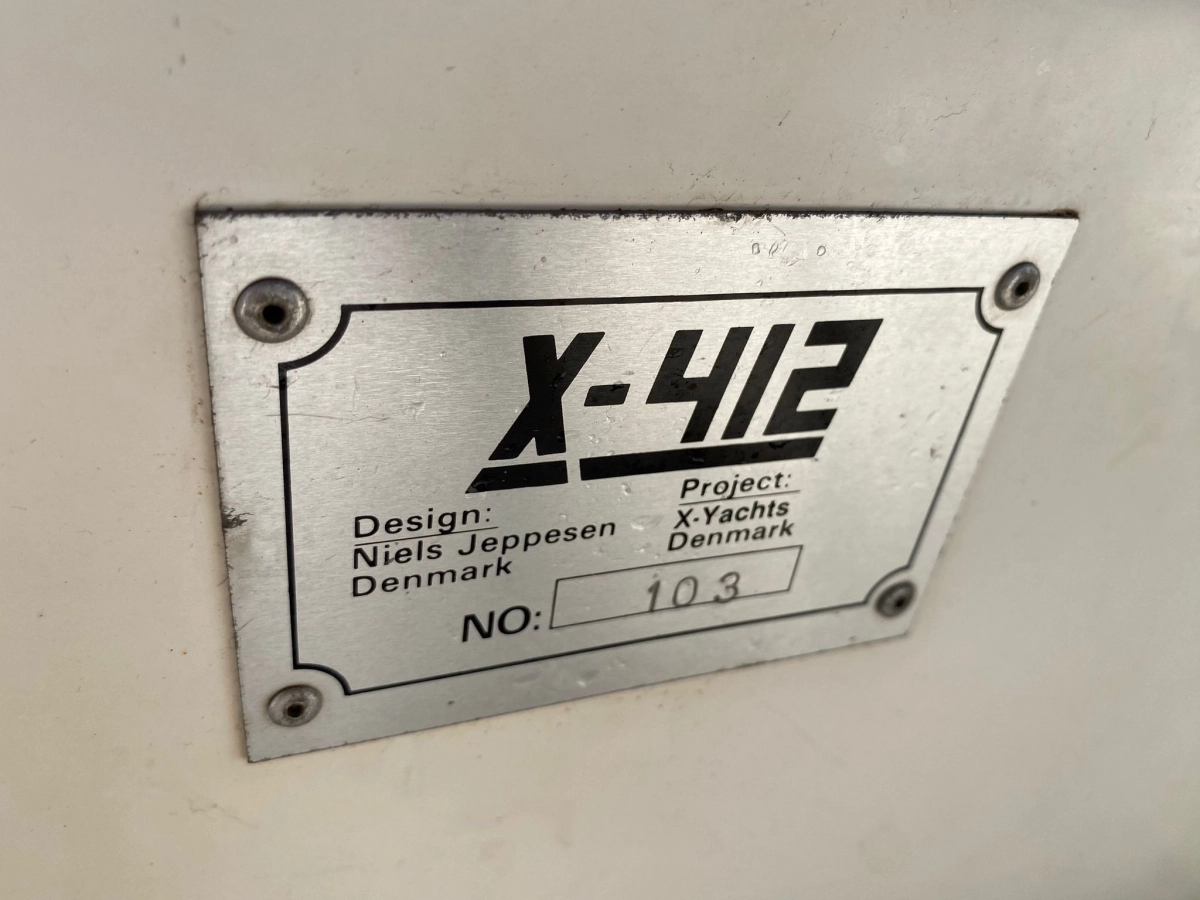 X-412
Design:
Niels Jeppesen
Denmark
Project:
X-Yachts
Denmark
NO: 103